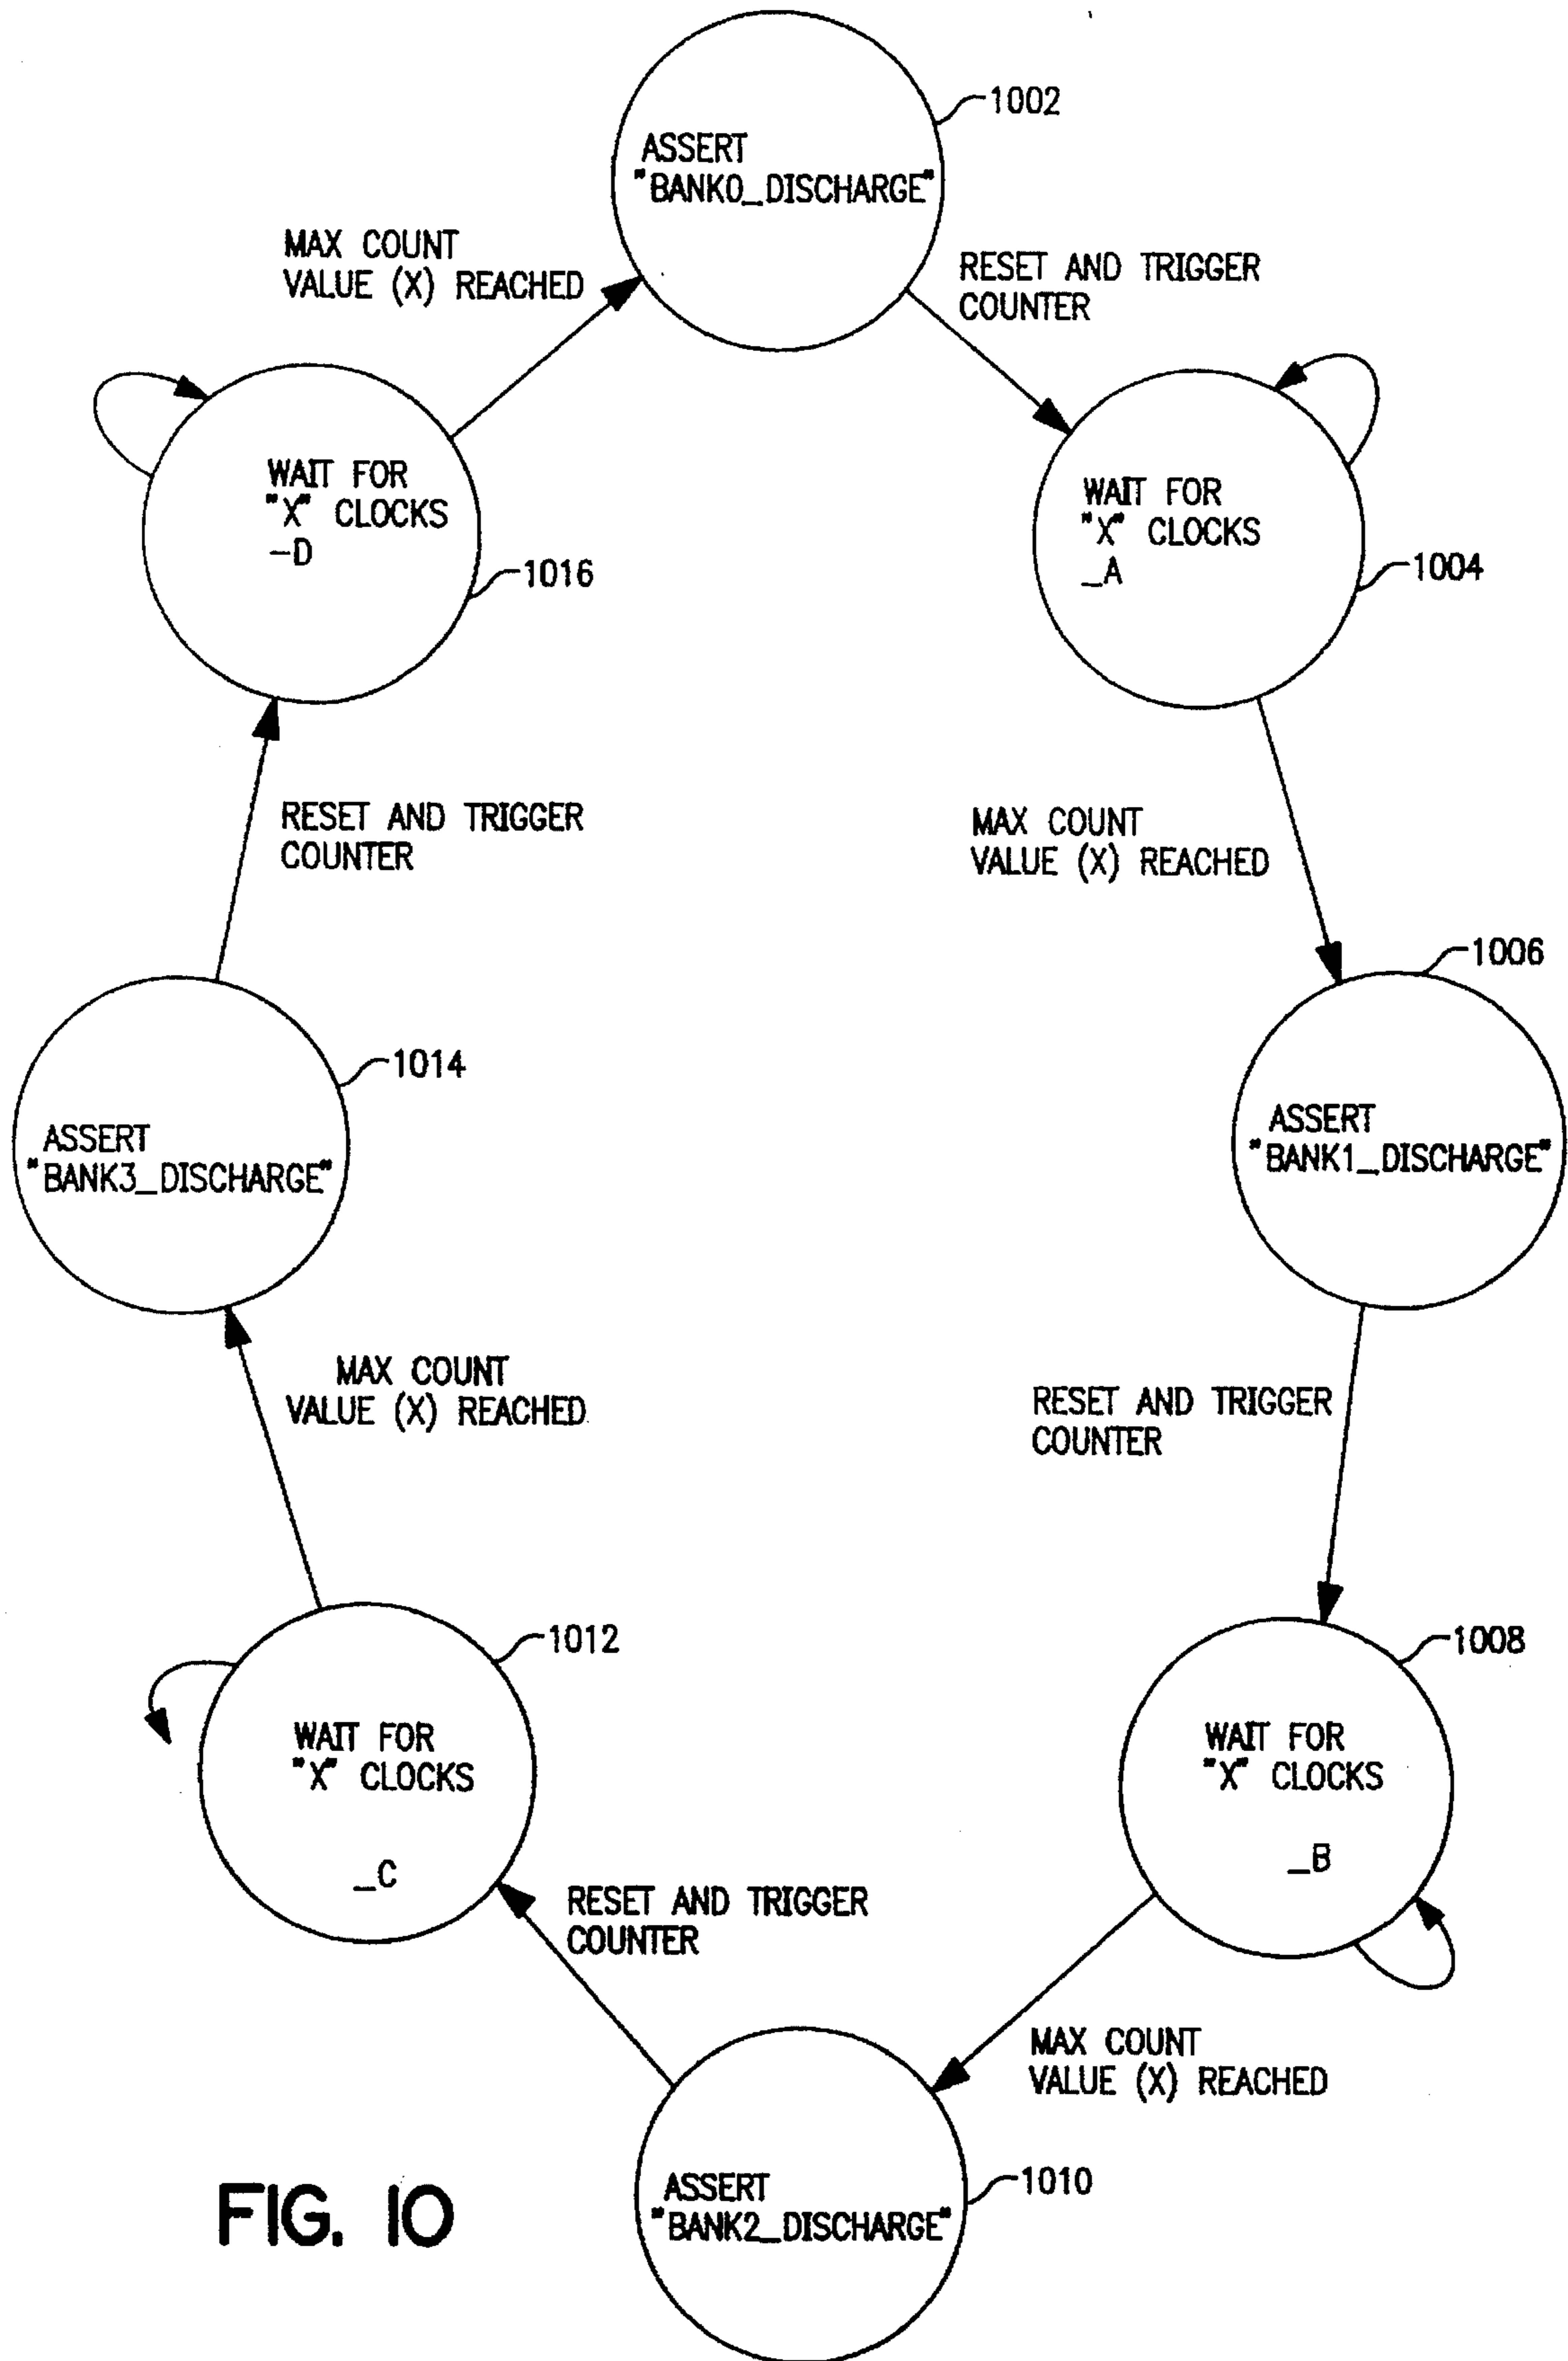 1002
ASSERT
"BANK0_DISCHARGE"
MAX COUNT
VALUE (X) REACHED
RESET AND TRIGGER
COUNTER
WAIT FOR
"X" CLOCKS
-D
1016
WAIT FOR
"X" CLOCKS
_A
1004
RESET AND TRIGGER
COUNTER
MAX COUNT
VALUE (X) REACHED
1006
1014
ASSERT
"BANK3_DISCHARGE"
ASSERT
"BANK1_DISCHARGE"
MAX COUNT
VALUE (X) REACHED
RESET AND TRIGGER
COUNTER
1012
1008
WAIT FOR
"X" CLOCKS
_C
WAIT FOR
"X" CLOCKS
_B
RESET AND TRIGGER
COUNTER
MAX COUNT
VALUE (X) REACHED
ASSERT
"BANK2_DISCHARGE"
1010
FIG. 10